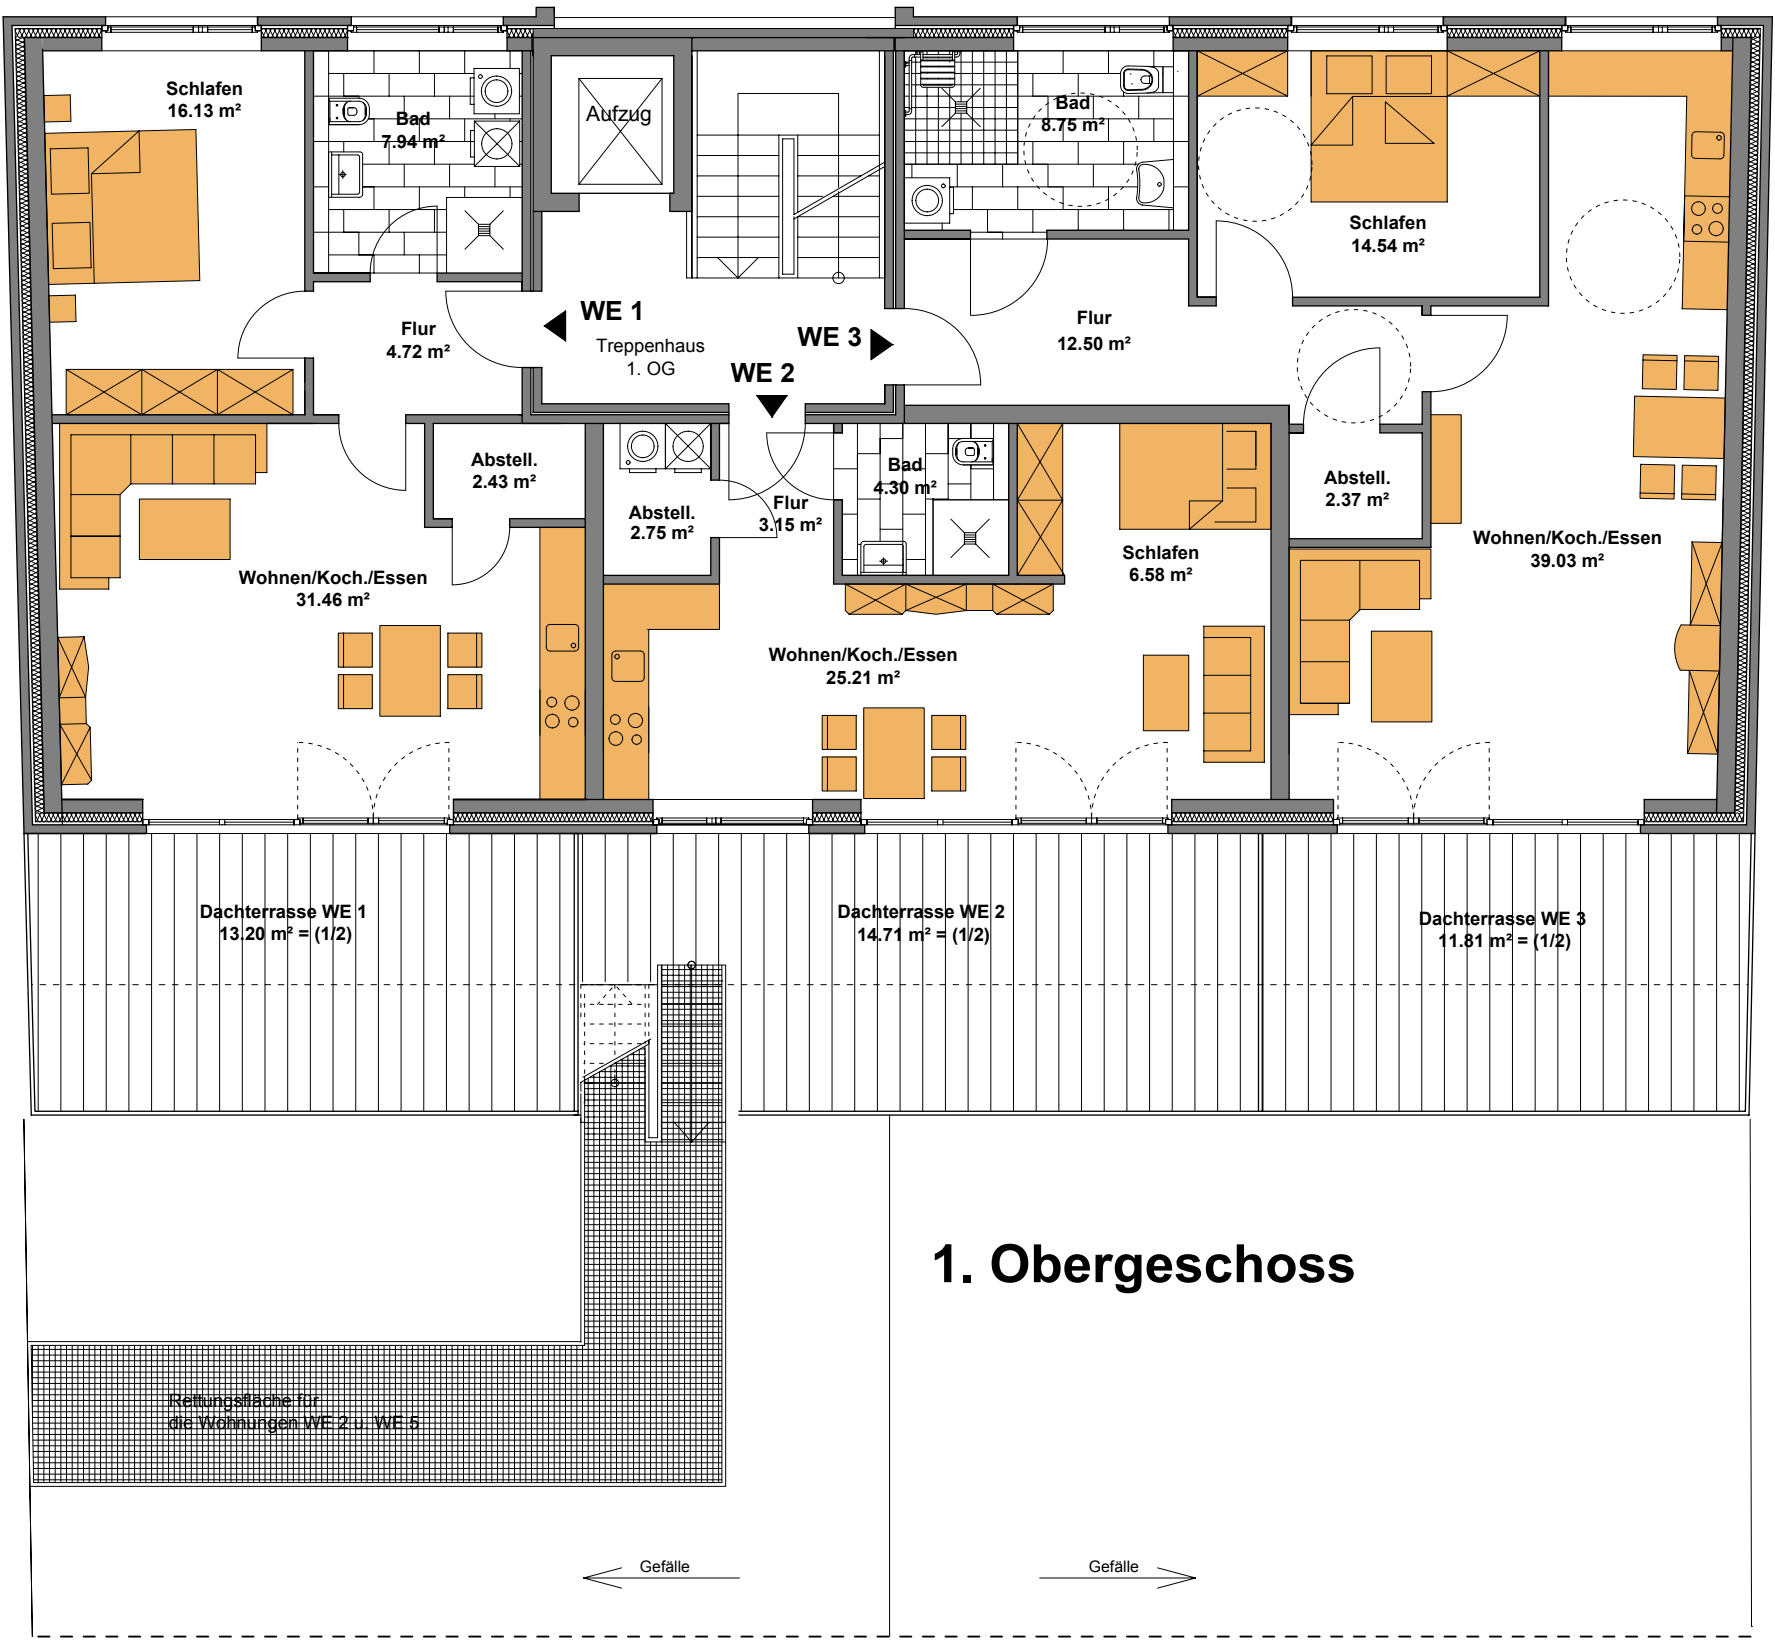 Schlafen
16.13 m²
Bad
7.94 m²
Aufzug
Bad
8.75 m²
Schlafen
14.54 m²
Flur
4.72 m²
WE 1
Treppenhaus
1. OG
WE 3
WE 2
Flur
12.50 m²
Abstell.
2.43 m²
Abstell.
2.75 m²
Flur
3.15 m²
Bad
4.30 m²
Schlafen
6.58 m²
Abstell.
2.37 m²
Wohnen/Koch./Essen
39.03 m²
Wohnen/Koch./Essen
31.46 m²
Wohnen/Koch./Essen
25.21 m²
Dachterrasse WE 1
13.20 m² = (1/2)
Dachterrasse WE 2
14.71 m² = (1/2)
Dachterrasse WE 3
11.81 m² = (1/2)
1. Obergeschoss
Rettungsfläche für
die Wohnungen WE 2 u. WE 5
Gefälle
Gefälle